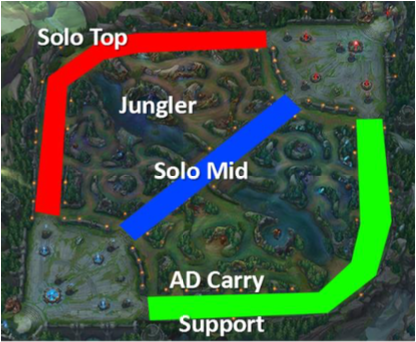 Solo Top
Jungler
Solo Mid
AD Carry
Support